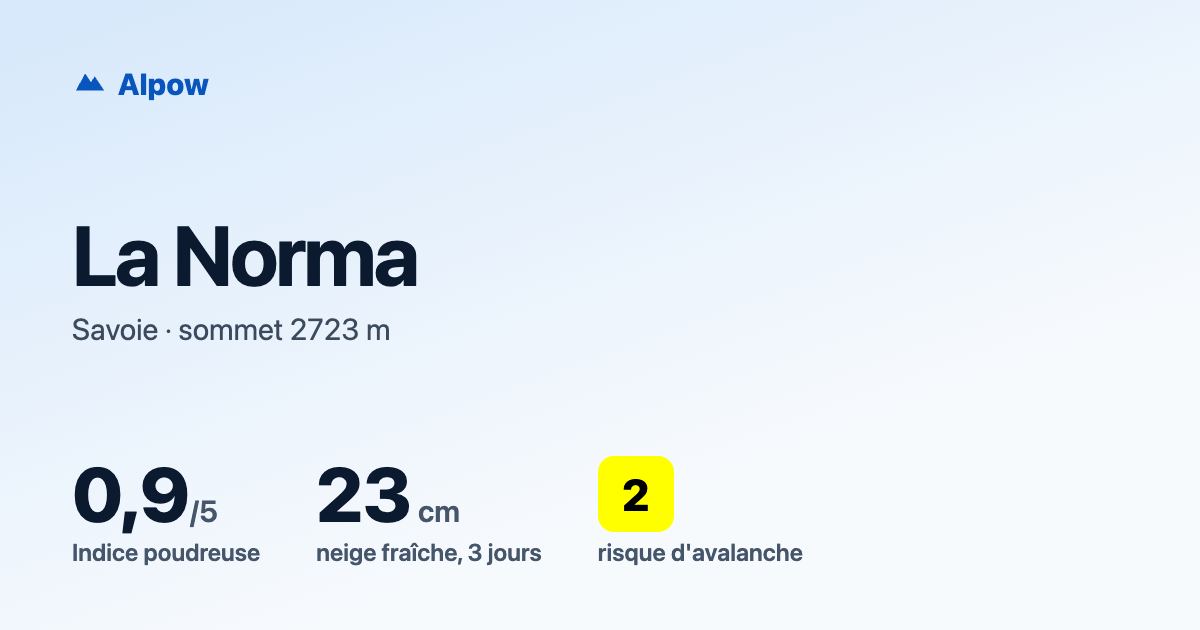 Alpow
La Norma
Savoie · sommet 2723 m
0,9/5
Indice poudreuse
23 cm
neige fraîche, 3 jours
2
risque d'avalanche